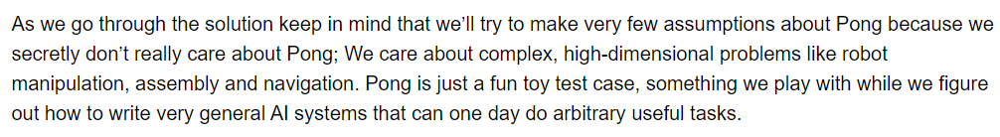 As we go through the solution keep in mind that we’ll try to make very few assumptions about Pong because we
secretly don’t really care about Pong; We care about complex, high-dimensional problems like robot
manipulation, assembly and navigation. Pong is just a fun toy test case, something we play with while we figure
out how to write very general AI systems that can one day do arbitrary useful tasks.